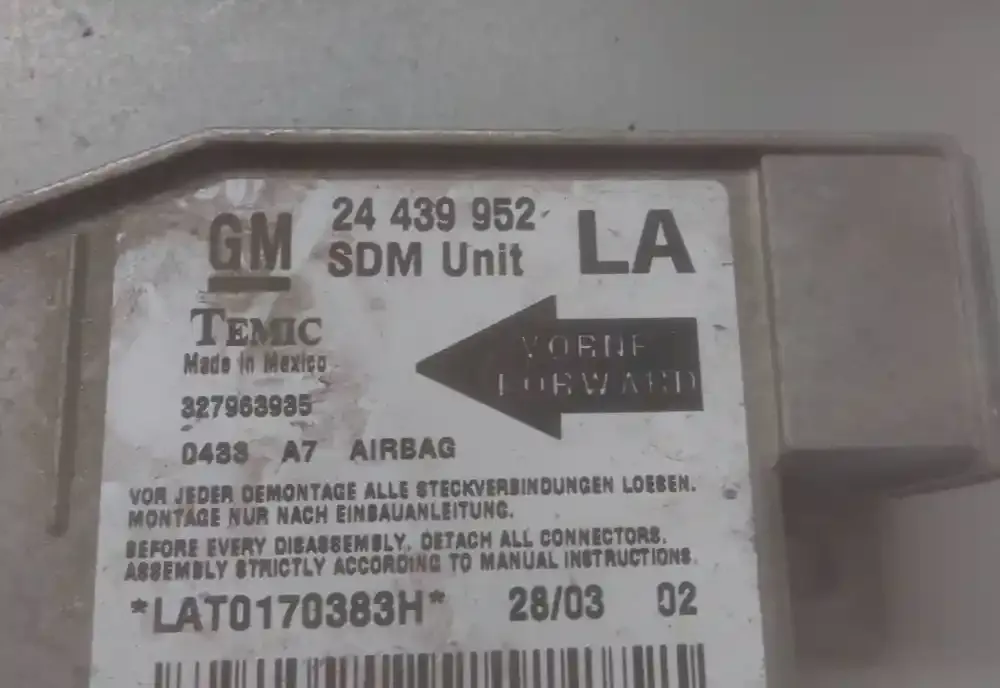 GM
24 439 952
SDM Unit
LA
TEMIC
Made in Mexico
VORNE
FORWARD
327963935
0433 A7 AIRBAG
VOR JEDER DEMONTAGE ALLE STECKVERBINDUNGEN LOESEN.
MONTAGE NUR NACH EINBAUANLEITUNG.
BEFORE EVERY DISASSEMBLY, DETACH ALL CONNECTORS.
ASSEMBLY STRICTLY ACCORDING TO MANUAL INSTRUCTIONS.
*LAT0170383H* 28/03 02